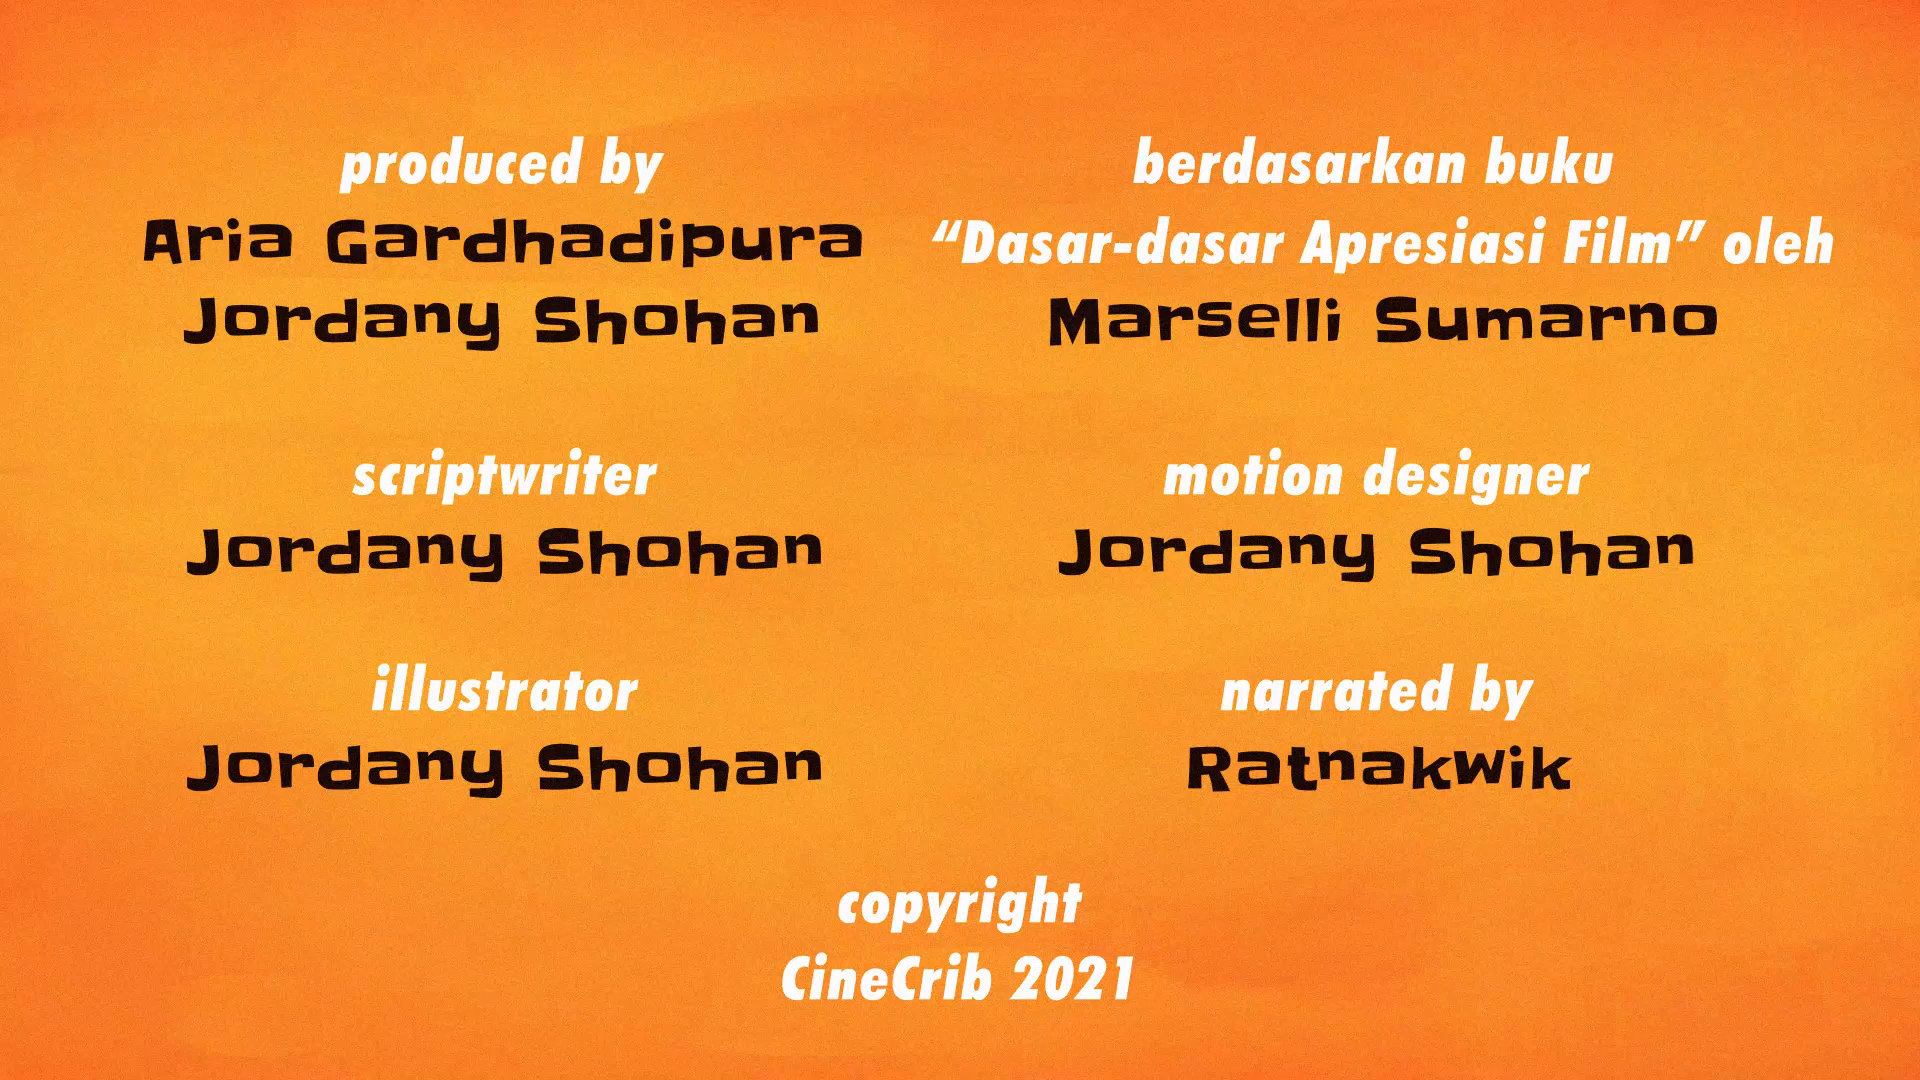 produced by
Aria Gardhadipura
Jordany Shohan
berdasarkan buku
“Dasar-dasar Apresiasi Film” oleh
Marselli Sumarno
scriptwriter
Jordany Shohan
motion designer
Jordany Shohan
illustrator
Jordany Shohan
narrated by
Ratnakwik
copyright
CineCrib 2021